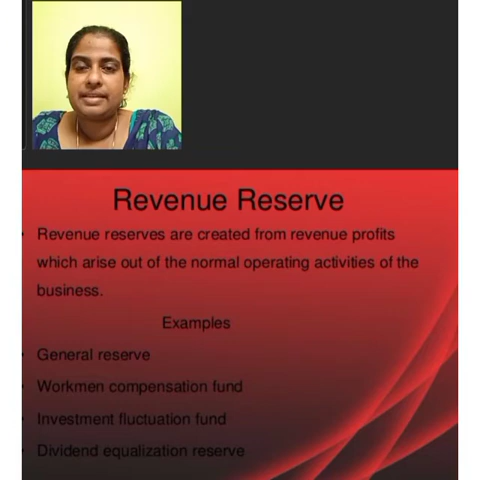 Revenue Reserve
• Revenue reserves are created from revenue profits
which arise out of the normal operating activities of the
business.
Examples
• General reserve
• Workmen compensation fund
• Investment fluctuation fund
• Dividend equalization reserve